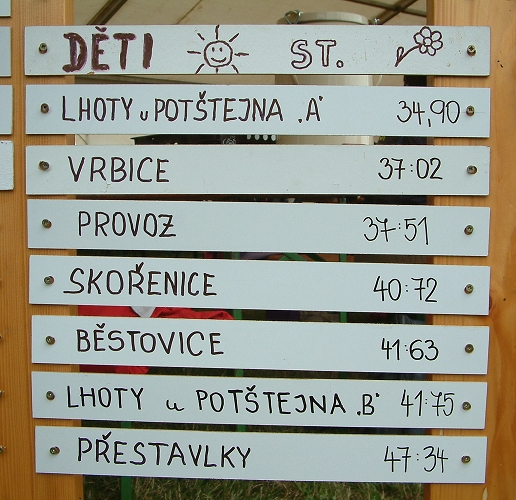 DĚTI ST.
LHOTY u POTŠTEJNA „A“ 34,90
VRBICE 37:02
PROVOZ 37:51
SKOŘENICE 40:72
BĚSTOVICE 41:63
LHOTY u POTŠTEJNA „B“ 41:75
PŘESTAVLKY 47:34